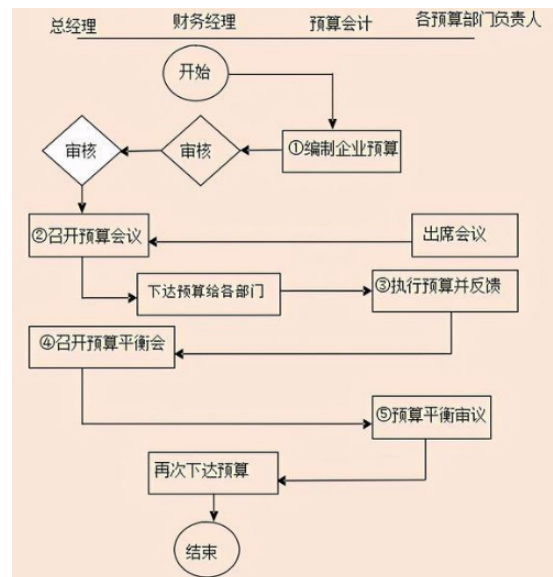 总经理 财务经理 预算会计 各预算部门负责人
开始
审核 审核 ①编制企业预算
②召开预算会议 出席会议
下达预算给各部门 ③执行预算并反馈
④召开预算平衡会
⑤预算平衡审议
再次下达预算
结束